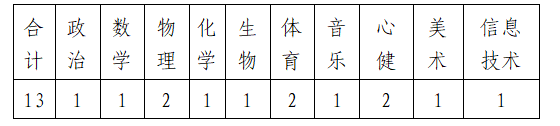 合计 政治 数学 物理 化学 生物 体育 音乐 心健 美术 信息技术
13 1 1 2 1 1 2 1 2 1 1